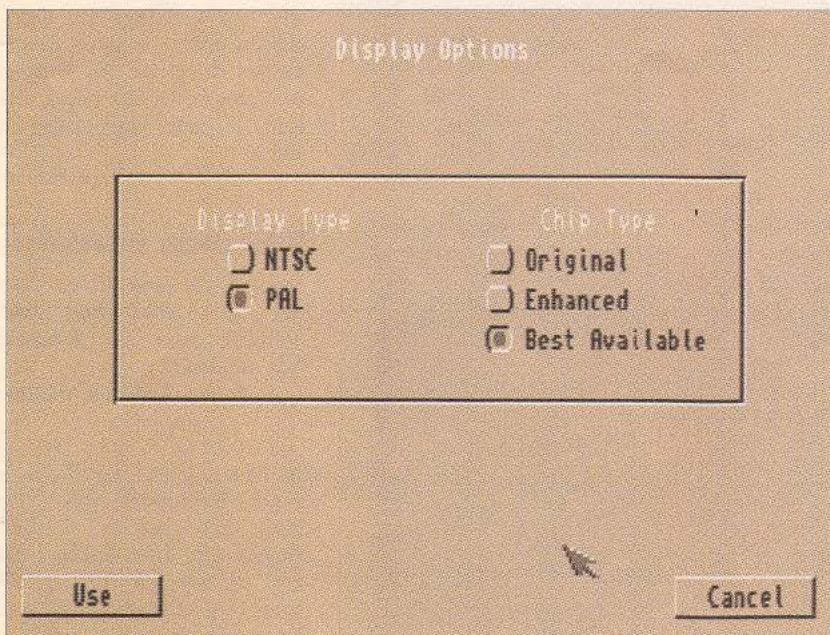 Display Options
Display Type
NTSC
PAL
Chip Type
Original
Enhanced
Best Available
Use
Cancel